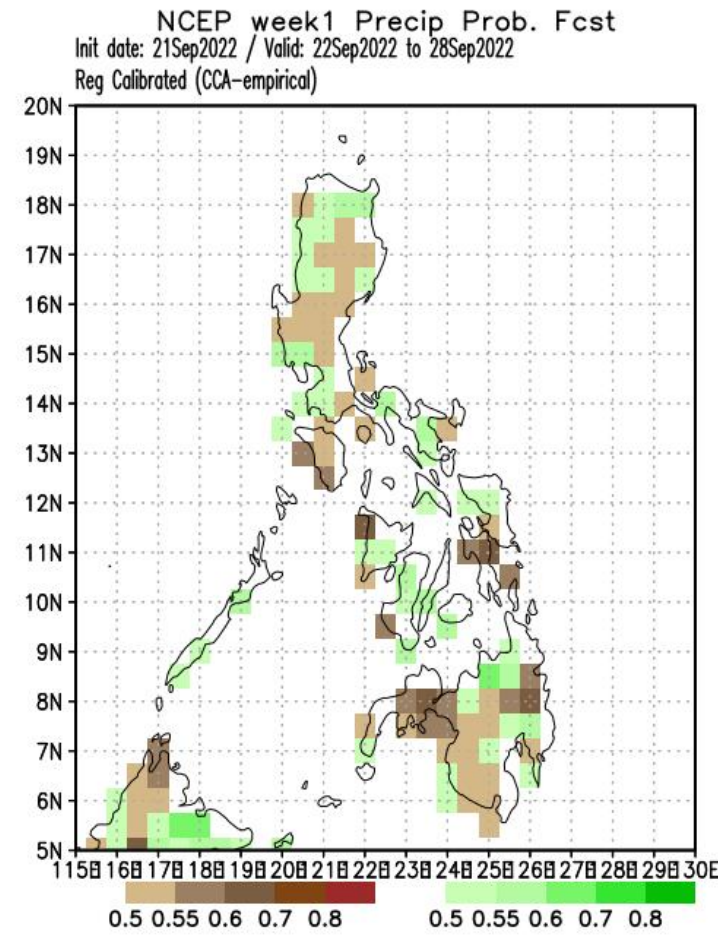 NCEP week1 Precip Prob. Fcst
Init date: 21Sep2022 / Valid: 22Sep2022 to 28Sep2022
Reg Calibrated (CCA-empirical)
20N
19N
18N
17N
16N
15N
14N
13N
12N
11N
10N
9N
8N
7N
6N
5N
115E 116E 117E 118E 119E 120E 121E 122E 123E 124E 125E 126E 127E 128E 129E 130E
0.5 0.55 0.6 0.7 0.8 0.5 0.55 0.6 0.7 0.8